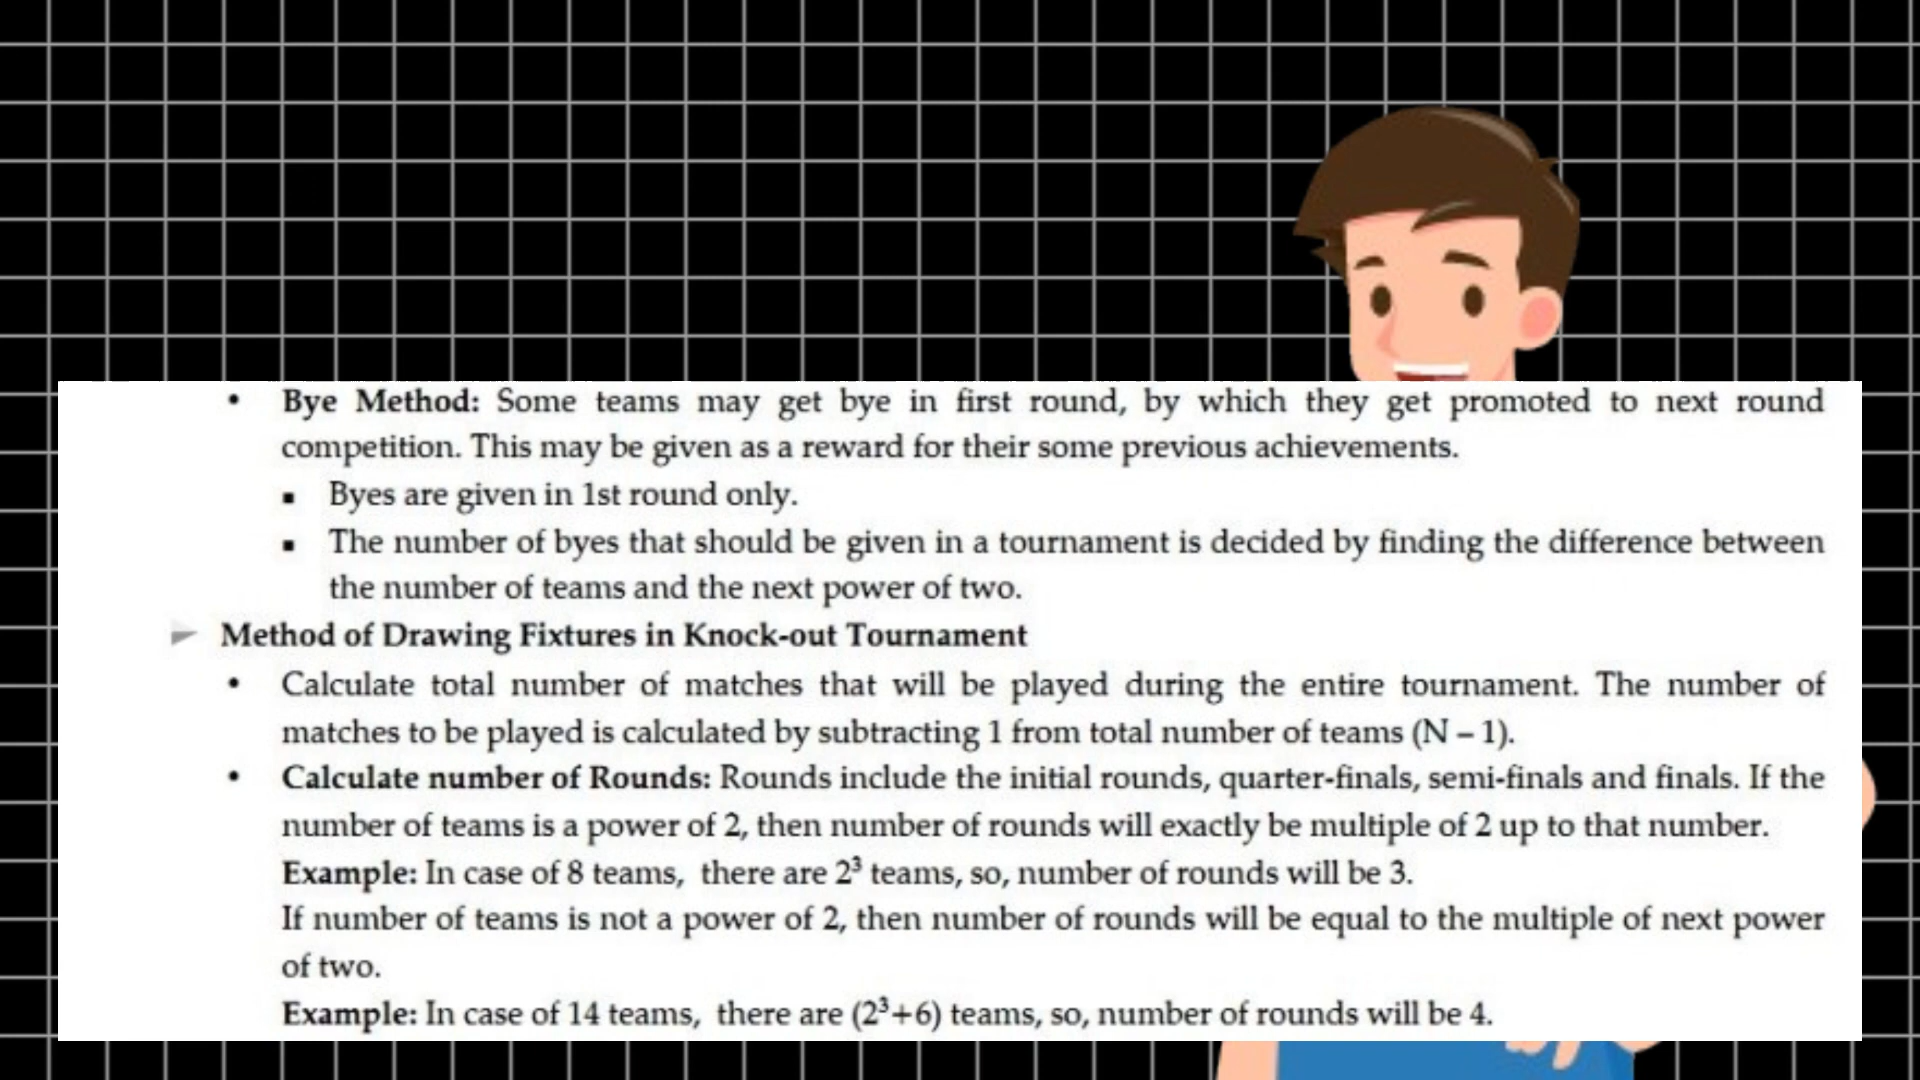 • Bye Method: Some teams may get bye in first round, by which they get promoted to next round
competition. This may be given as a reward for their some previous achievements.
▪ Byes are given in 1st round only.
▪ The number of byes that should be given in a tournament is decided by finding the difference between
the number of teams and the next power of two.
Method of Drawing Fixtures in Knock-out Tournament
• Calculate total number of matches that will be played during the entire tournament. The number of
matches to be played is calculated by subtracting 1 from total number of teams (N – 1).
• Calculate number of Rounds: Rounds include the initial rounds, quarter-finals, semi-finals and finals. If the
number of teams is a power of 2, then number of rounds will exactly be multiple of 2 up to that number.
Example: In case of 8 teams, there are 2³ teams, so, number of rounds will be 3.
If number of teams is not a power of 2, then number of rounds will be equal to the multiple of next power
of two.
Example: In case of 14 teams, there are (2³+6) teams, so, number of rounds will be 4.